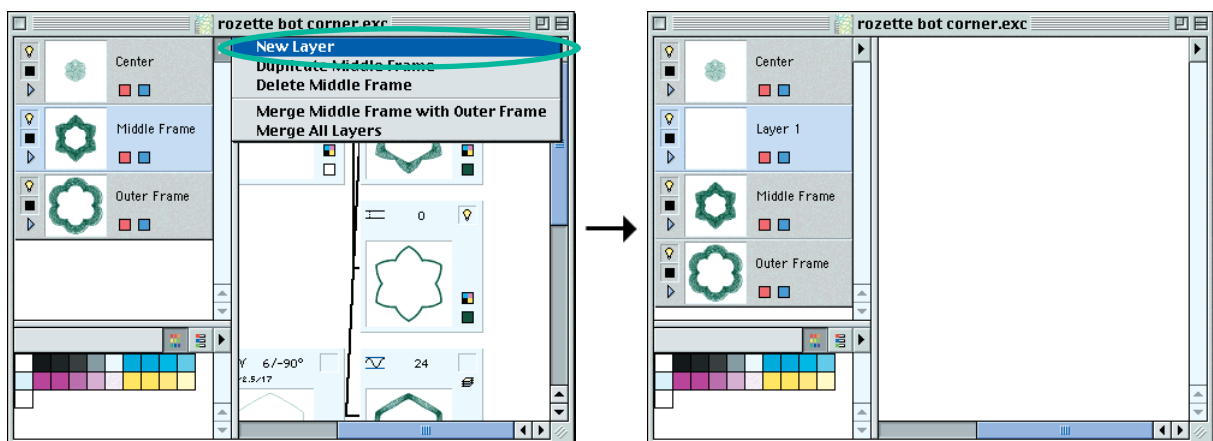 rozette bot corner.exc
New Layer
Duplicate Middle Frame
Delete Middle Frame
Merge Middle Frame with Outer Frame
Merge All Layers
Center
Middle Frame
Outer Frame
0
6/-90°
24
rozette bot corner.exc
Center
Layer 1
Middle Frame
Outer Frame